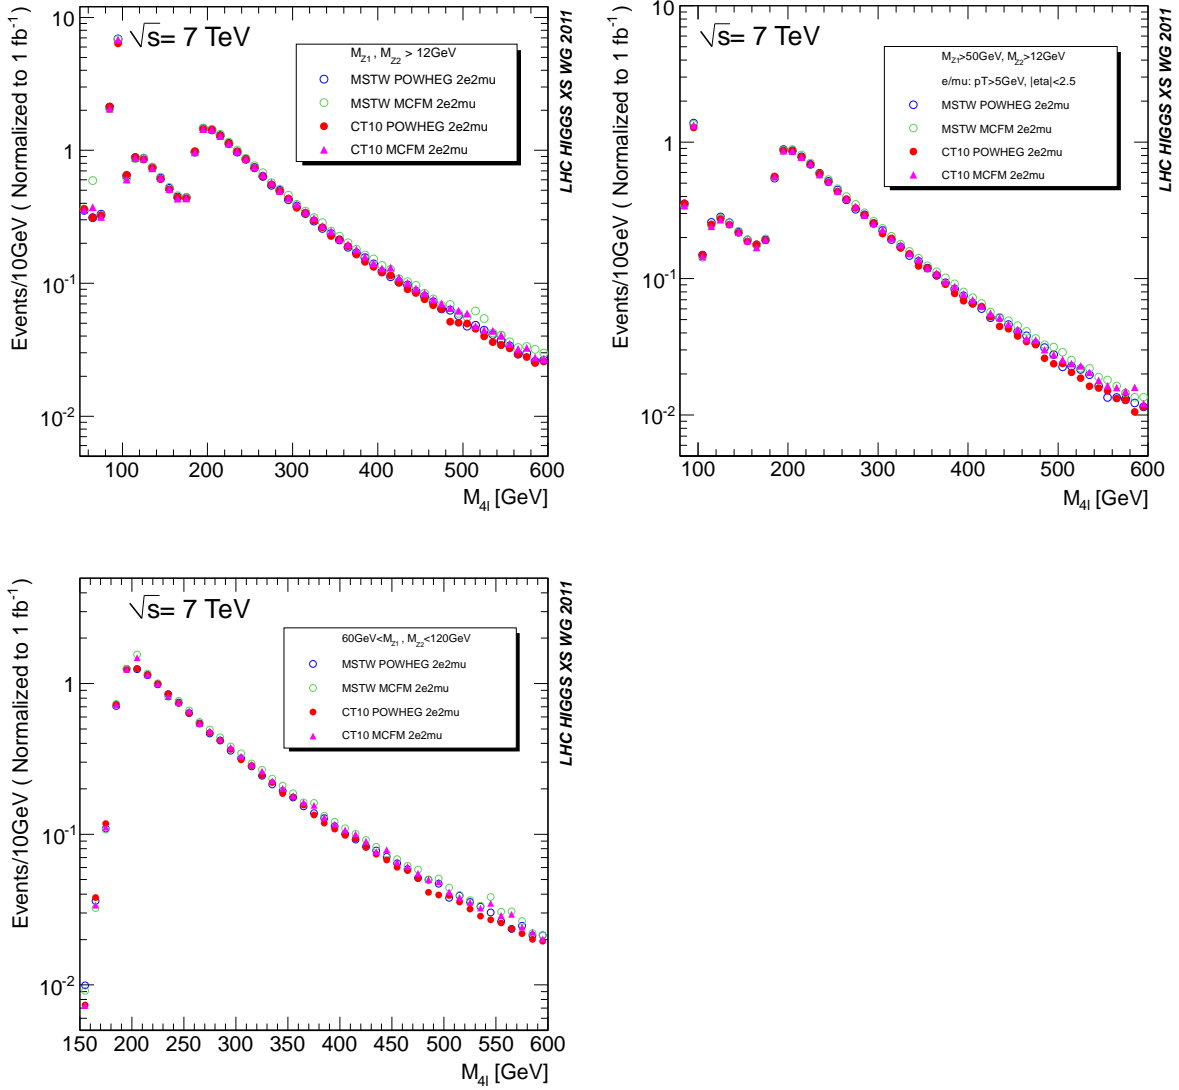 √s= 7 TeV
M_Z1 , M_Z2 > 12GeV
MSTW POWHEG 2e2mu
MSTW MCFM 2e2mu
CT10 POWHEG 2e2mu
CT10 MCFM 2e2mu
Events/10GeV ( Normalized to 1 fb^-1)
10
1
10^-1
10^-2
100 200 300 400 500 600
M_4l [GeV]
LHC HIGGS XS WG 2011
√s= 7 TeV
M_Z1>50GeV, M_Z2>12GeV
e/mu: pT>5GeV, |eta|<2.5
MSTW POWHEG 2e2mu
MSTW MCFM 2e2mu
CT10 POWHEG 2e2mu
CT10 MCFM 2e2mu
Events/10GeV ( Normalized to 1 fb^-1)
10
1
10^-1
10^-2
100 200 300 400 500 600
M_4l [GeV]
LHC HIGGS XS WG 2011
√s= 7 TeV
60GeV<M_Z1 , M_Z2<120GeV
MSTW POWHEG 2e2mu
MSTW MCFM 2e2mu
CT10 POWHEG 2e2mu
CT10 MCFM 2e2mu
Events/10GeV ( Normalized to 1 fb^-1)
1
10^-1
10^-2
150 200 250 300 350 400 450 500 550 600
M_4l [GeV]
LHC HIGGS XS WG 2011